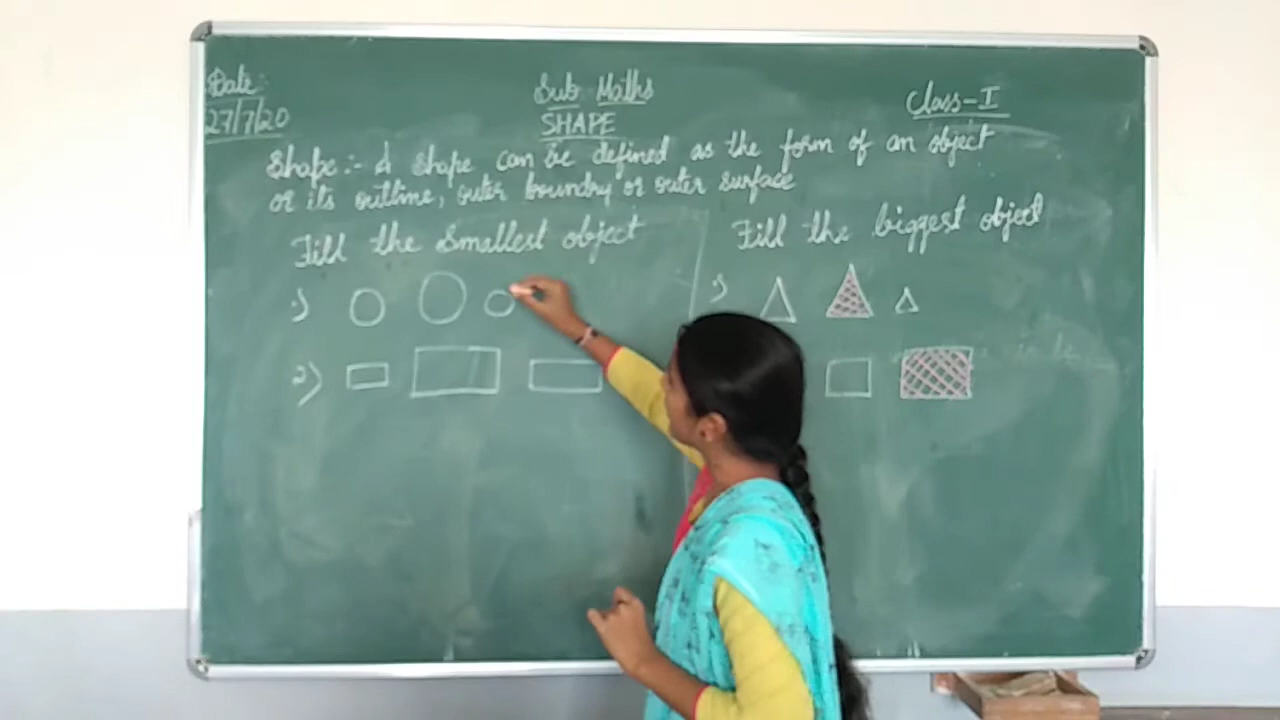 Date:
27/7/20
Sub Maths
Class-I
SHAPE
Shape:- A shape can be defined as the form of an object
or its outline, outer boundry or outer surface
Fill the smallest object
Fill the biggest object
1)
1)
2)